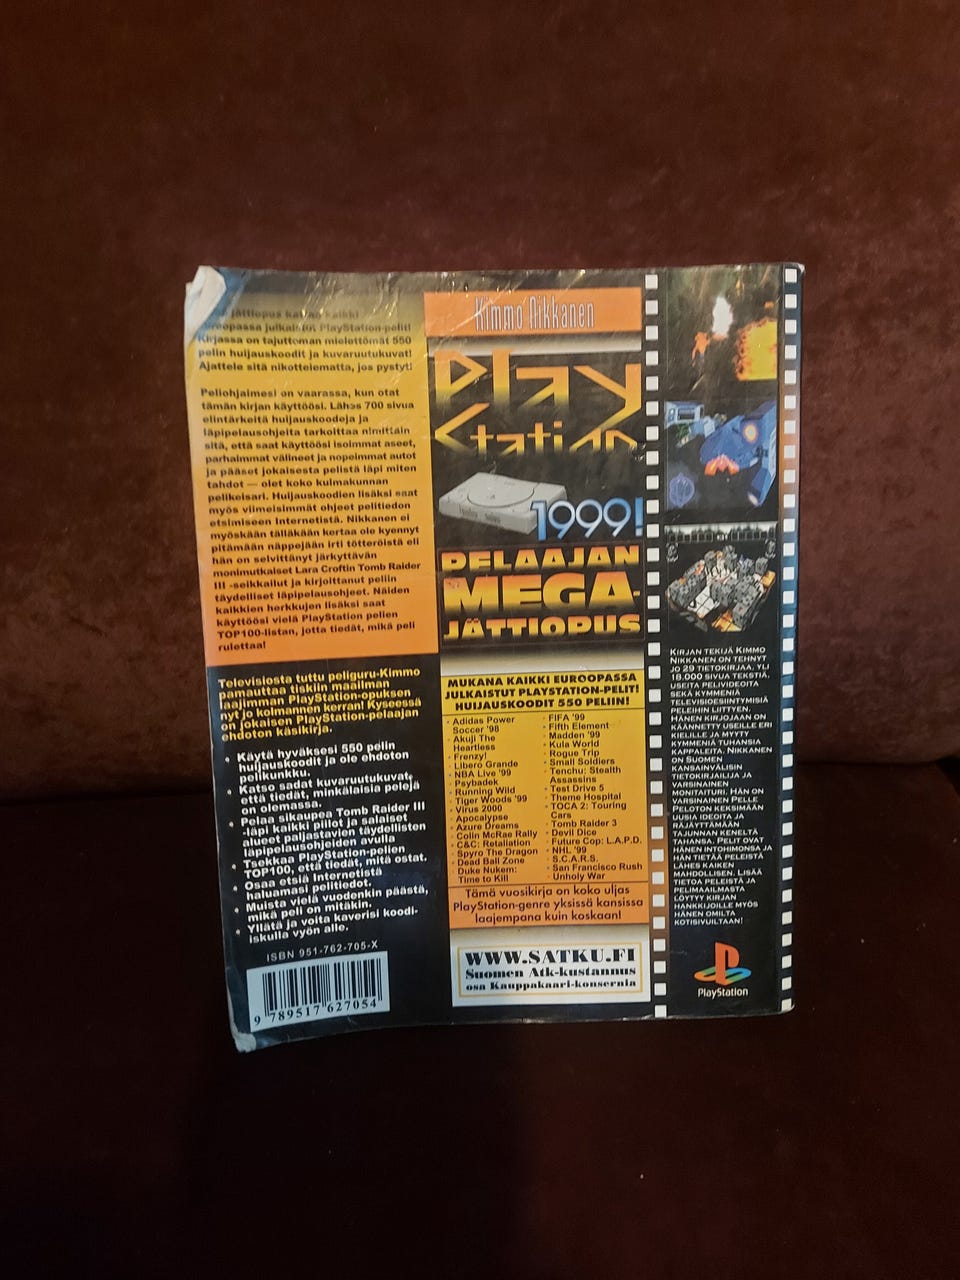 jättiopus kattaa kaikki
Euroopassa julkaistut PlayStation-pelit!
Kirjassa on tajuttoman mielettömät 550
pelin huijauskoodit ja kuvaruutukuvat!
Ajattele sitä nikottelematta, jos pystyt!
Peliohjaimesi on vaarassa, kun otat
tämän kirjan käyttöösi. Lähes 700 sivua
elintärkeitä huijauskoodeja ja
läpipelausohjeita tarkoittaa nimittäin
sitä, että saat käyttöösi isoimmat aseet,
parhaimmat välineet ja nopeimmat autot
ja pääset jokaisesta pelistä läpi miten
tahdot — olet koko kulmakunnan
pelikeisari. Huijauskoodien lisäksi saat
myös viimeisimmät ohjeet pelitiedon
etsimiseen Internetistä. Nikkanen ei
myöskään tälläkään kertaa ole kyennyt
pitämään näppejään irti tötteröistä eli
hän on selvittänyt järkyttävän
monimutkaiset Lara Croftin Tomb Raider
III -seikkailut ja kirjoittanut peliin
täydelliset läpipelausohjeet. Näiden
kaikkien herkkujen lisäksi saat
käyttöösi vielä PlayStation pelien
TOP100-listan, jotta tiedät, mikä peli
rulettaa!
Televisiosta tuttu peliguru-Kimmo
pamauttaa tiskiin maailman
laajimman PlayStation-opuksen
nyt jo kolmannen kerran! Kyseessä
on jokaisen PlayStation-pelaajan
ehdoton käsikirja.
• Käytä hyväksesi 550 pelin
huijauskoodit ja ole ehdoton
pelikunkku.
• Katso sadat kuvaruutukuvat,
että tiedät, minkälaisia pelejä
on olemassa.
• Pelaa sikaupea Tomb Raider III
-läpi kaikki piilot ja salaiset
alueet paljastavien täydellisten
läpipelausohjeiden avulla
• Tsekkaa PlayStation-pelien
TOP100, että tiedät, mitä ostat.
• Osaa etsiä Internetistä
haluamasi pelitiedot.
• Muista vielä vuodenkin päästä,
mikä peli on mitäkin.
• Yllätä ja voita kaverisi koodi-
iskulla vyön alle.
ISBN 951-762-705-X
9 789517 627054
Kimmo Nikkanen
Play
Station
1999!
PELAAJAN
MEGA-
JÄTTIOPUS
MUKANA KAIKKI EUROOPASSA
JULKAISTUT PLAYSTATION-PELIT!
HUIJAUSKOODIT 550 PELIIN!
• Adidas Power
Soccer '98
• Akuji The
Heartless
• Frenzy!
• Libero Grande
• NBA Live '99
• Psybadek
• Running Wild
• Tiger Woods '99
• Virus 2000
• Apocalypse
• Azure Dreams
• Colin McRae Rally
• C&C: Retaliation
• Spyro The Dragon
• Dead Ball Zone
• Duke Nukem:
Time to Kill
• FIFA '99
• Fifth Element
• Madden '99
• Kula World
• Rogue Trip
• Small Soldiers
• Tenchu: Stealth
Assassins
• Test Drive 5
• Theme Hospital
• TOCA 2: Touring
Cars
• Tomb Raider 3
• Devil Dice
• Future Cop: L.A.P.D.
• NHL '99
• S.C.A.R.S.
• San Francisco Rush
• Unholy War
Tämä vuosikirja on koko uljas
PlayStation-genre yksissä kansissa
laajempana kuin koskaan!
WWW.SATKU.FI
Suomen Atk-kustannus
osa Kauppakaari-konsernia
KIRJAN TEKIJÄ KIMMO
NIKKANEN ON TEHNYT
JO 29 TIETOKIRJAA, YLI
18.000 SIVUA TEKSTIÄ,
USEITA PELIVIDEOITA
SEKÄ KYMMENIÄ
TELEVISIOESIINTYMISIÄ
PELEIHIN LIITTYEN.
HÄNEN KIRJOJAAN ON
KÄÄNNETTY USEILLE ERI
KIELILLE JA MYYTY
KYMMENIÄ TUHANSIA
KAPPALEITA. NIKKANEN
ON SUOMEN
KANSAINVÄLISIN
TIETOKIRJAILIJA JA
VARSINAINEN
MONITAITURI. HÄN ON
VARSINAINEN PELLE
PELOTON KEKSIMÄÄN
UUSIA IDEOITA JA
RÄJÄYTTÄMÄÄN
TAJUNNAN KENELTÄ
TAHANSA. PELIT OVAT
HÄNEN INTOHIMONSA JA
HÄN TIETÄÄ PELEISTÄ
LÄHES KAIKEN
MAHDOLLISEN. LISÄÄ
TIETOA PELEISTÄ JA
PELIMAAILMASTA
LÖYTYY KIRJAN
HANKKIJOILLE MYÖS
HÄNEN OMILTA
KOTISIVUILTAAN!
PlayStation